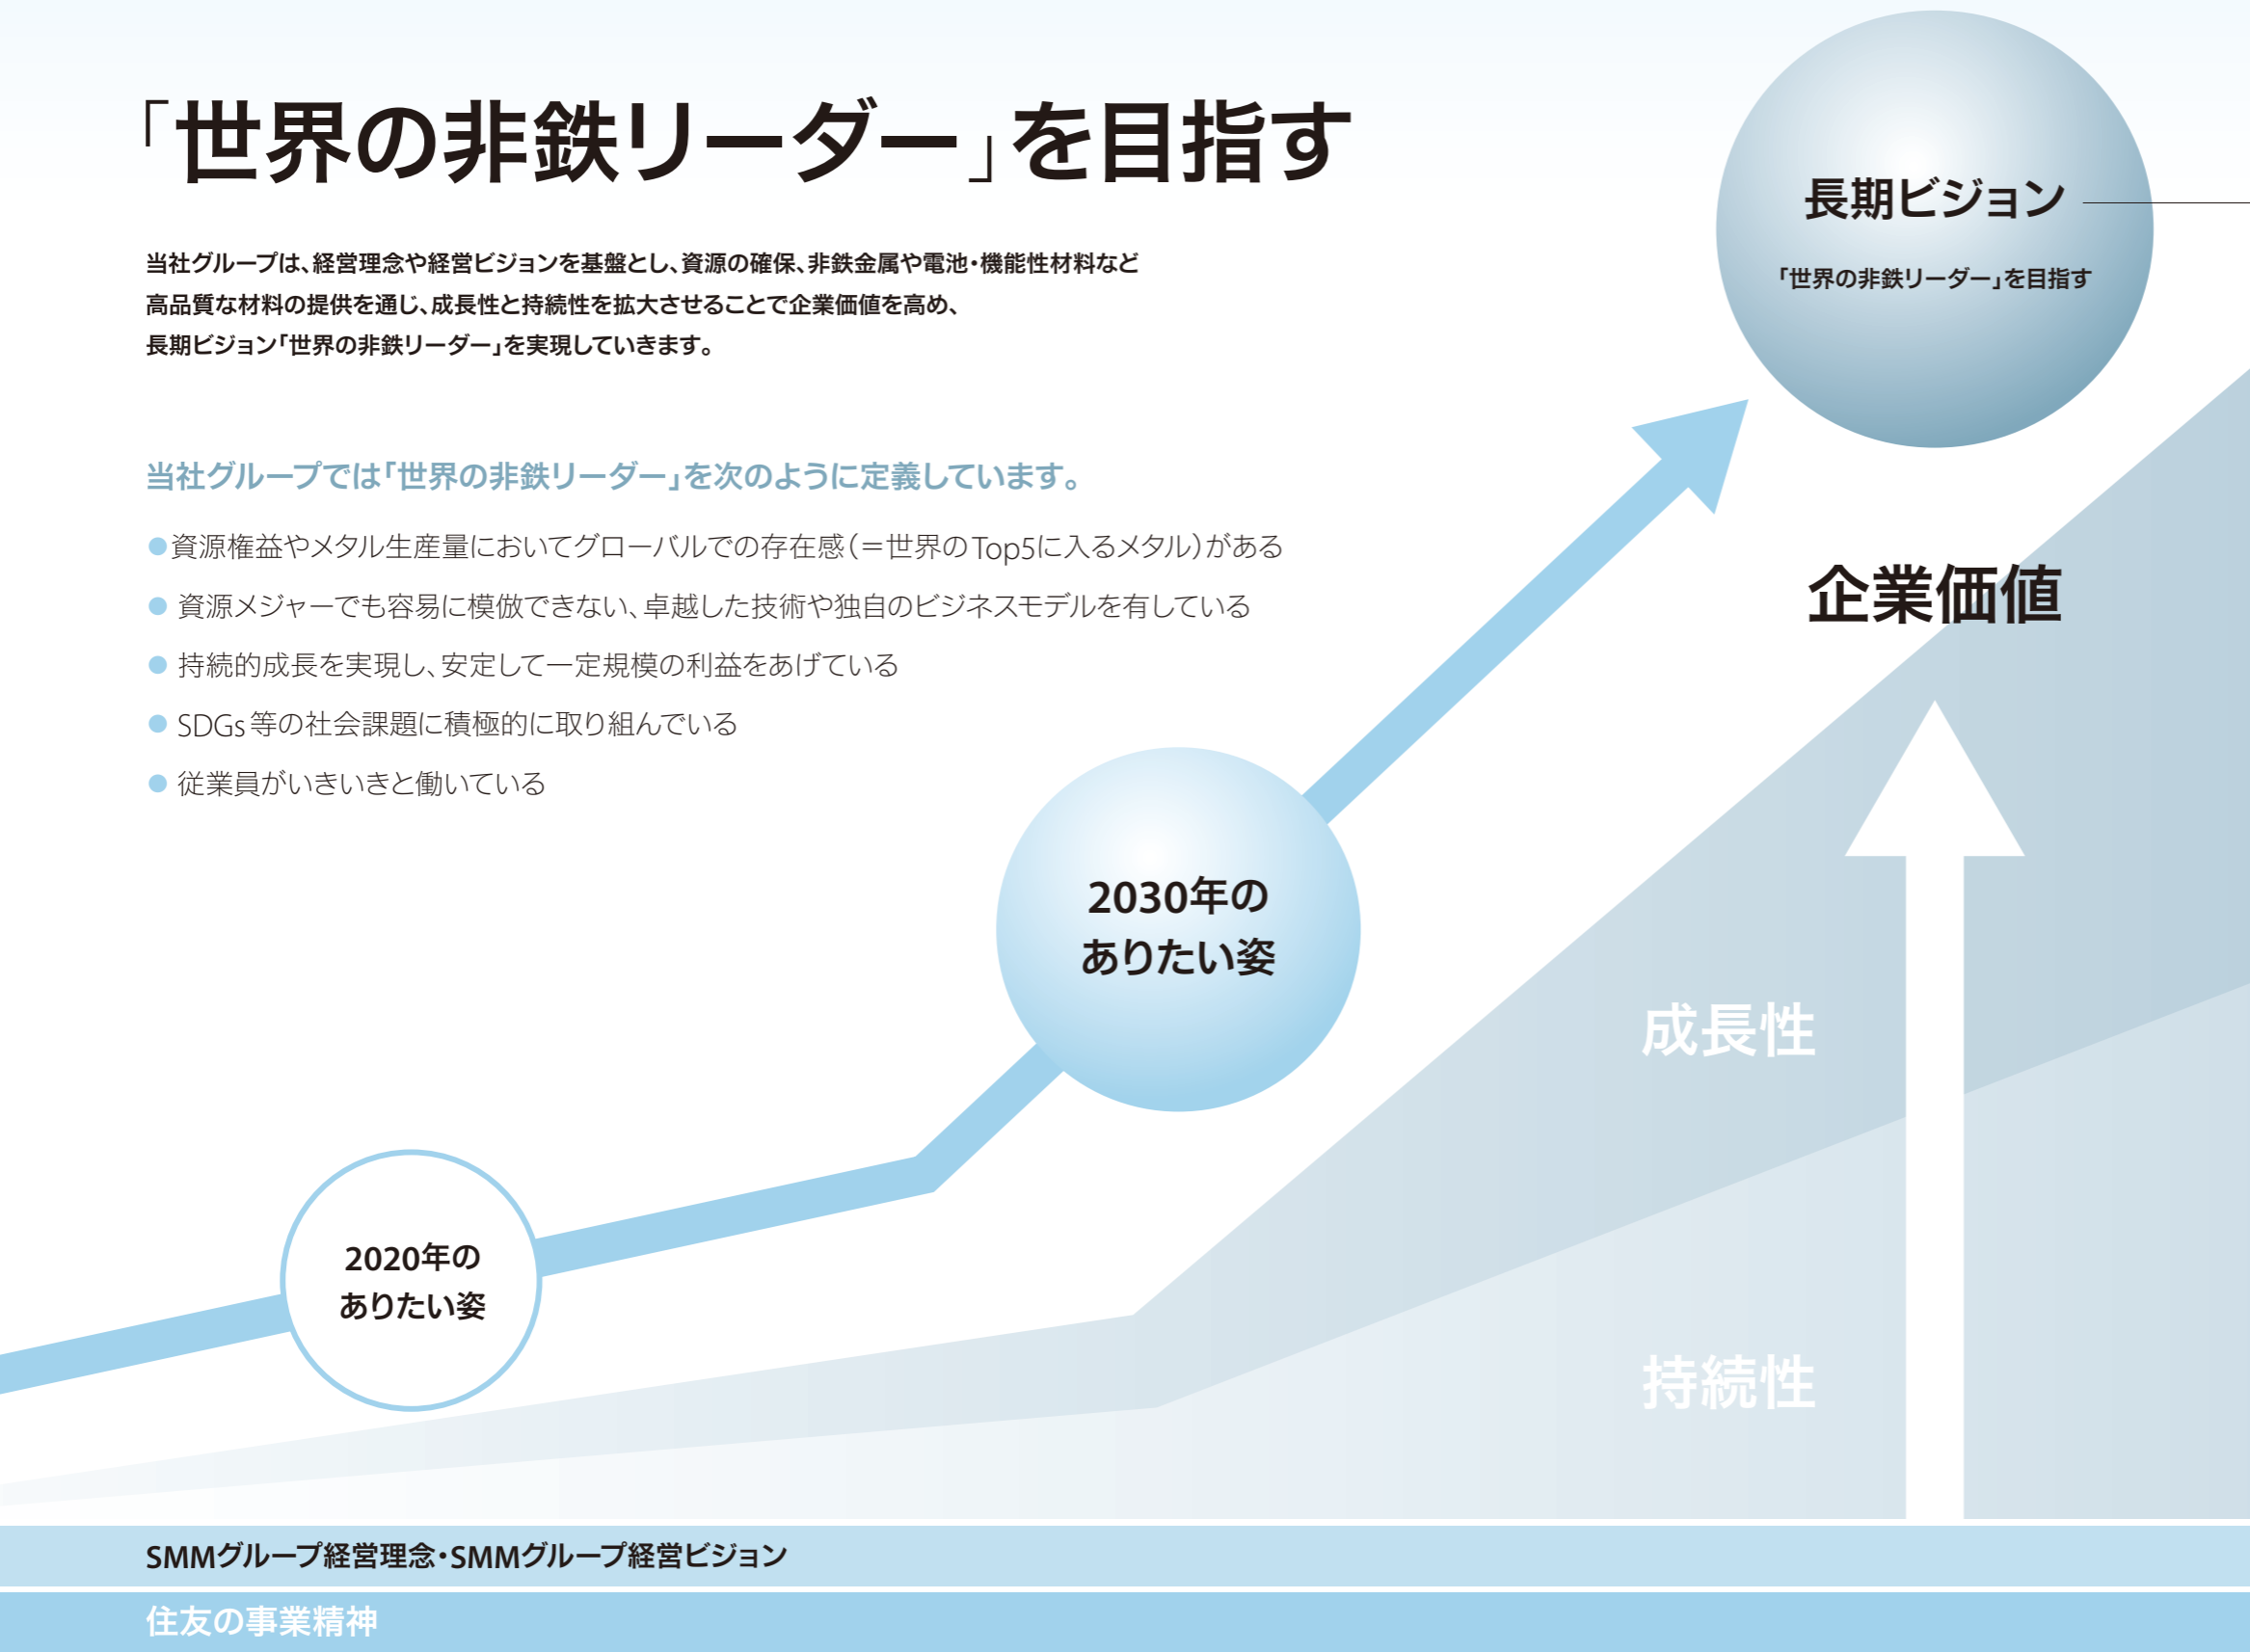 「世界の非鉄リーダー」を目指す
当社グループは、経営理念や経営ビジョンを基盤とし、資源の確保、非鉄金属や電池・機能性材料など
高品質な材料の提供を通じ、成長性と持続性を拡大させることで企業価値を高め、
長期ビジョン「世界の非鉄リーダー」を実現していきます。
当社グループでは「世界の非鉄リーダー」を次のように定義しています。
●資源権益やメタル生産量においてグローバルでの存在感(=世界のTop5に入るメタル)がある
● 資源メジャーでも容易に模倣できない、卓越した技術や独自のビジネスモデルを有している
● 持続的成長を実現し、安定して一定規模の利益をあげている
● SDGs等の社会課題に積極的に取り組んでいる
● 従業員がいきいきと働いている
長期ビジョン
「世界の非鉄リーダー」を目指す
企業価値
2030年の
ありたい姿
成長性
2020年の
ありたい姿
持続性
SMMグループ経営理念・SMMグループ経営ビジョン
住友の事業精神